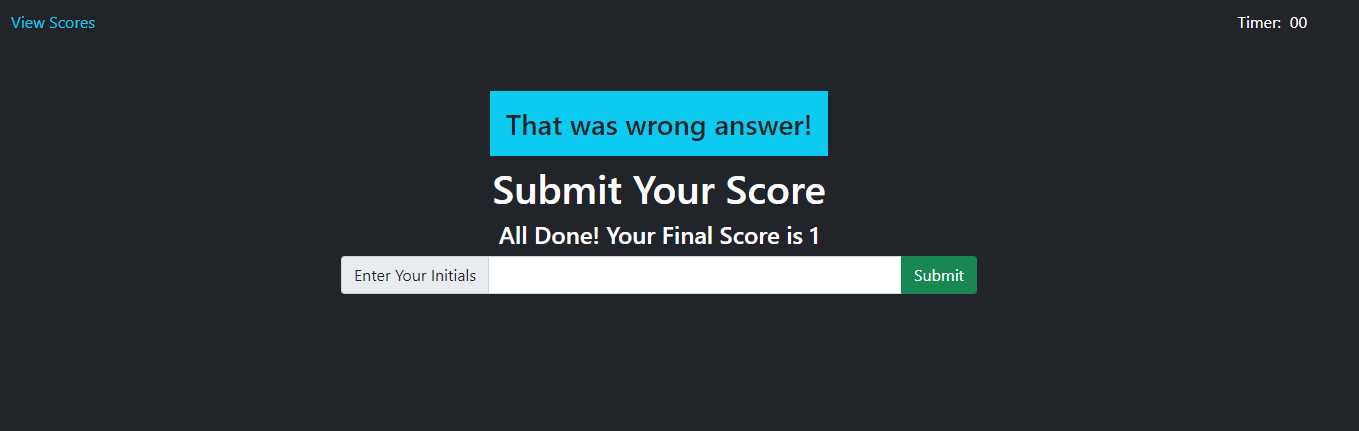 View Scores
Timer: 00
That was wrong answer!
Submit Your Score
All Done! Your Final Score is 1
Enter Your Initials
Submit